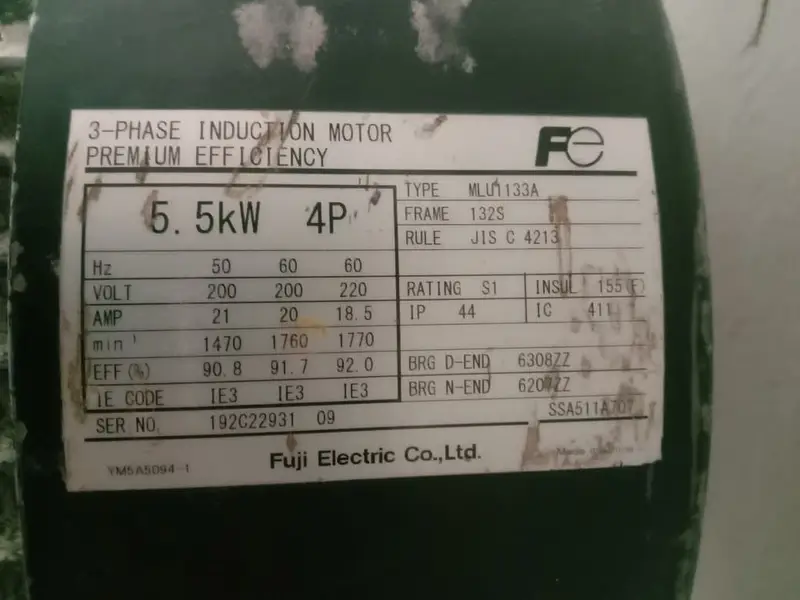 3-PHASE INDUCTION MOTOR
PREMIUM EFFICIENCY
Fe
5.5kW 4P
Hz 50 60 60
VOLT 200 200 220
AMP 21 20 18.5
min⁻¹ 1470 1760 1770
EFF (%) 90.8 91.7 92.0
IE CODE IE3 IE3 IE3
SER NO. 192C22931 09
TYPE MLU1133A
FRAME 132S
RULE JIS C 4213
RATING S1 INSUL 155(F)
IP 44 IC 411
BRG D-END 6308ZZ
BRG N-END 6207ZZ
SSA511A707
YM5A5094-1
Fuji Electric Co.,Ltd.
Made